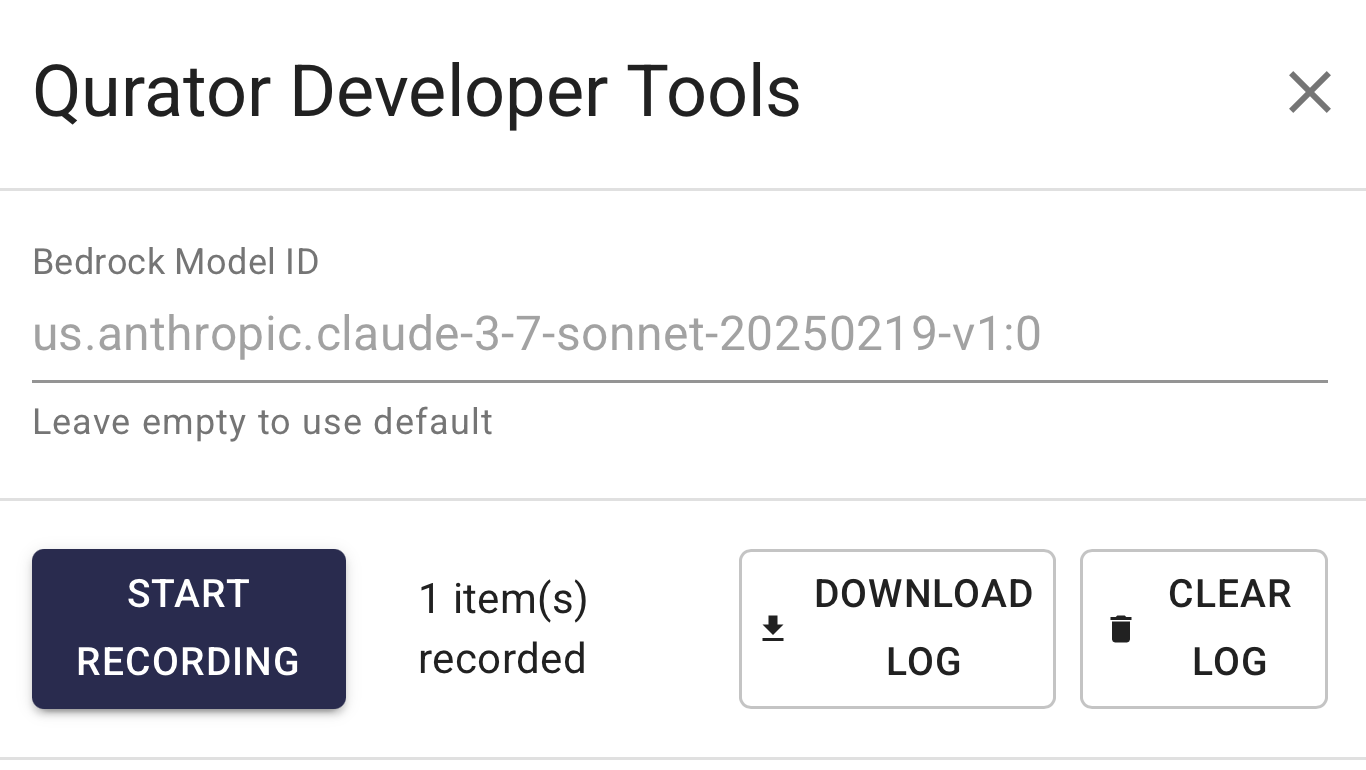 Qurator Developer Tools
Bedrock Model ID
us.anthropic.claude-3-7-sonnet-20250219-v1:0
Leave empty to use default
START
RECORDING
1 item(s)
recorded
DOWNLOAD
LOG
CLEAR
LOG